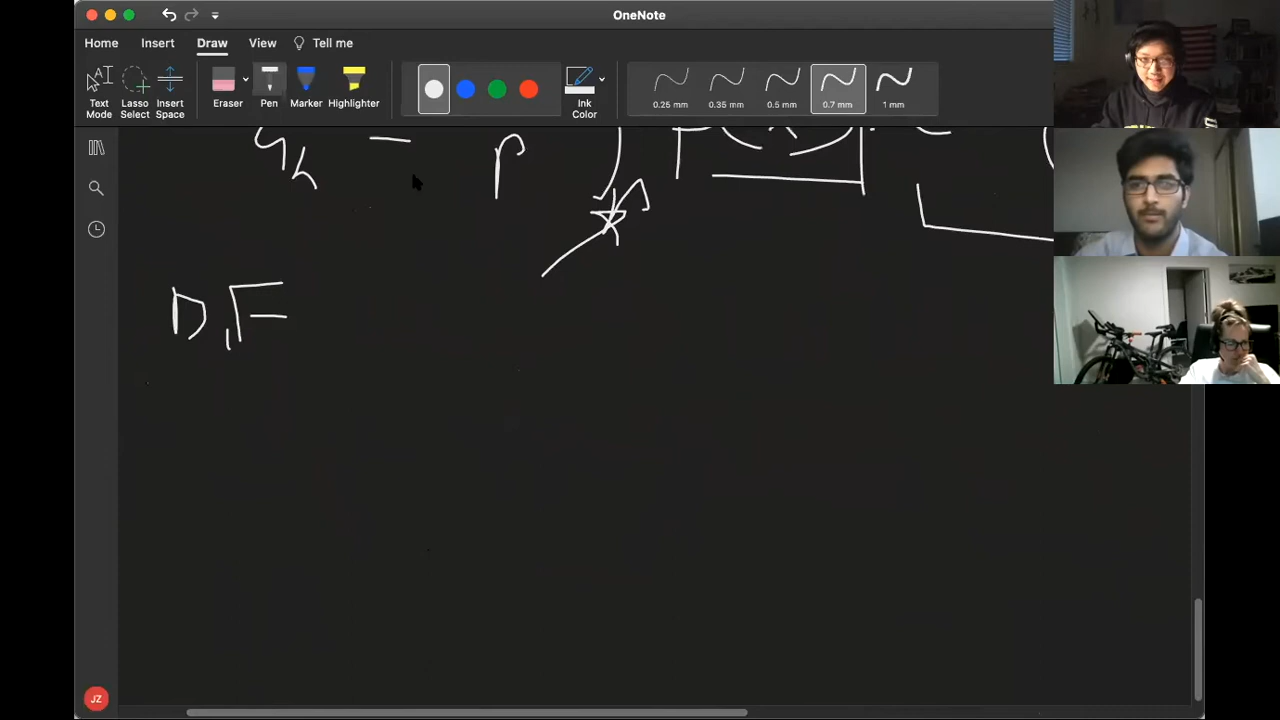 OneNote
Home Insert Draw View Tell me
Text Mode Lasso Select Insert Space Eraser Pen Marker Highlighter Ink Color 0.25 mm 0.35 mm 0.5 mm 0.7 mm 1 mm
D,F
JZ